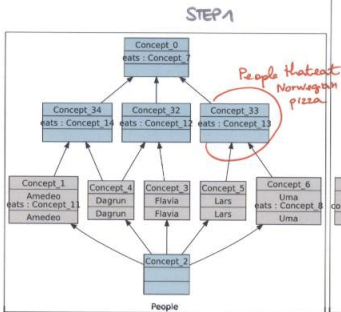 STEP 1
Concept_0
eats : Concept_7
People that eat
Norwegian
pizza
Concept_34
eats : Concept_14
Concept_32
eats : Concept_12
Concept_33
eats : Concept_13
Concept_1
Amedeo
eats : Concept_11
Amedeo
Concept_4
Dagrun
Dagrun
Concept_3
Flavia
Flavia
Concept_5
Lars
Lars
Concept_6
Uma
eats : Concept_8
Uma
Concept_2
People